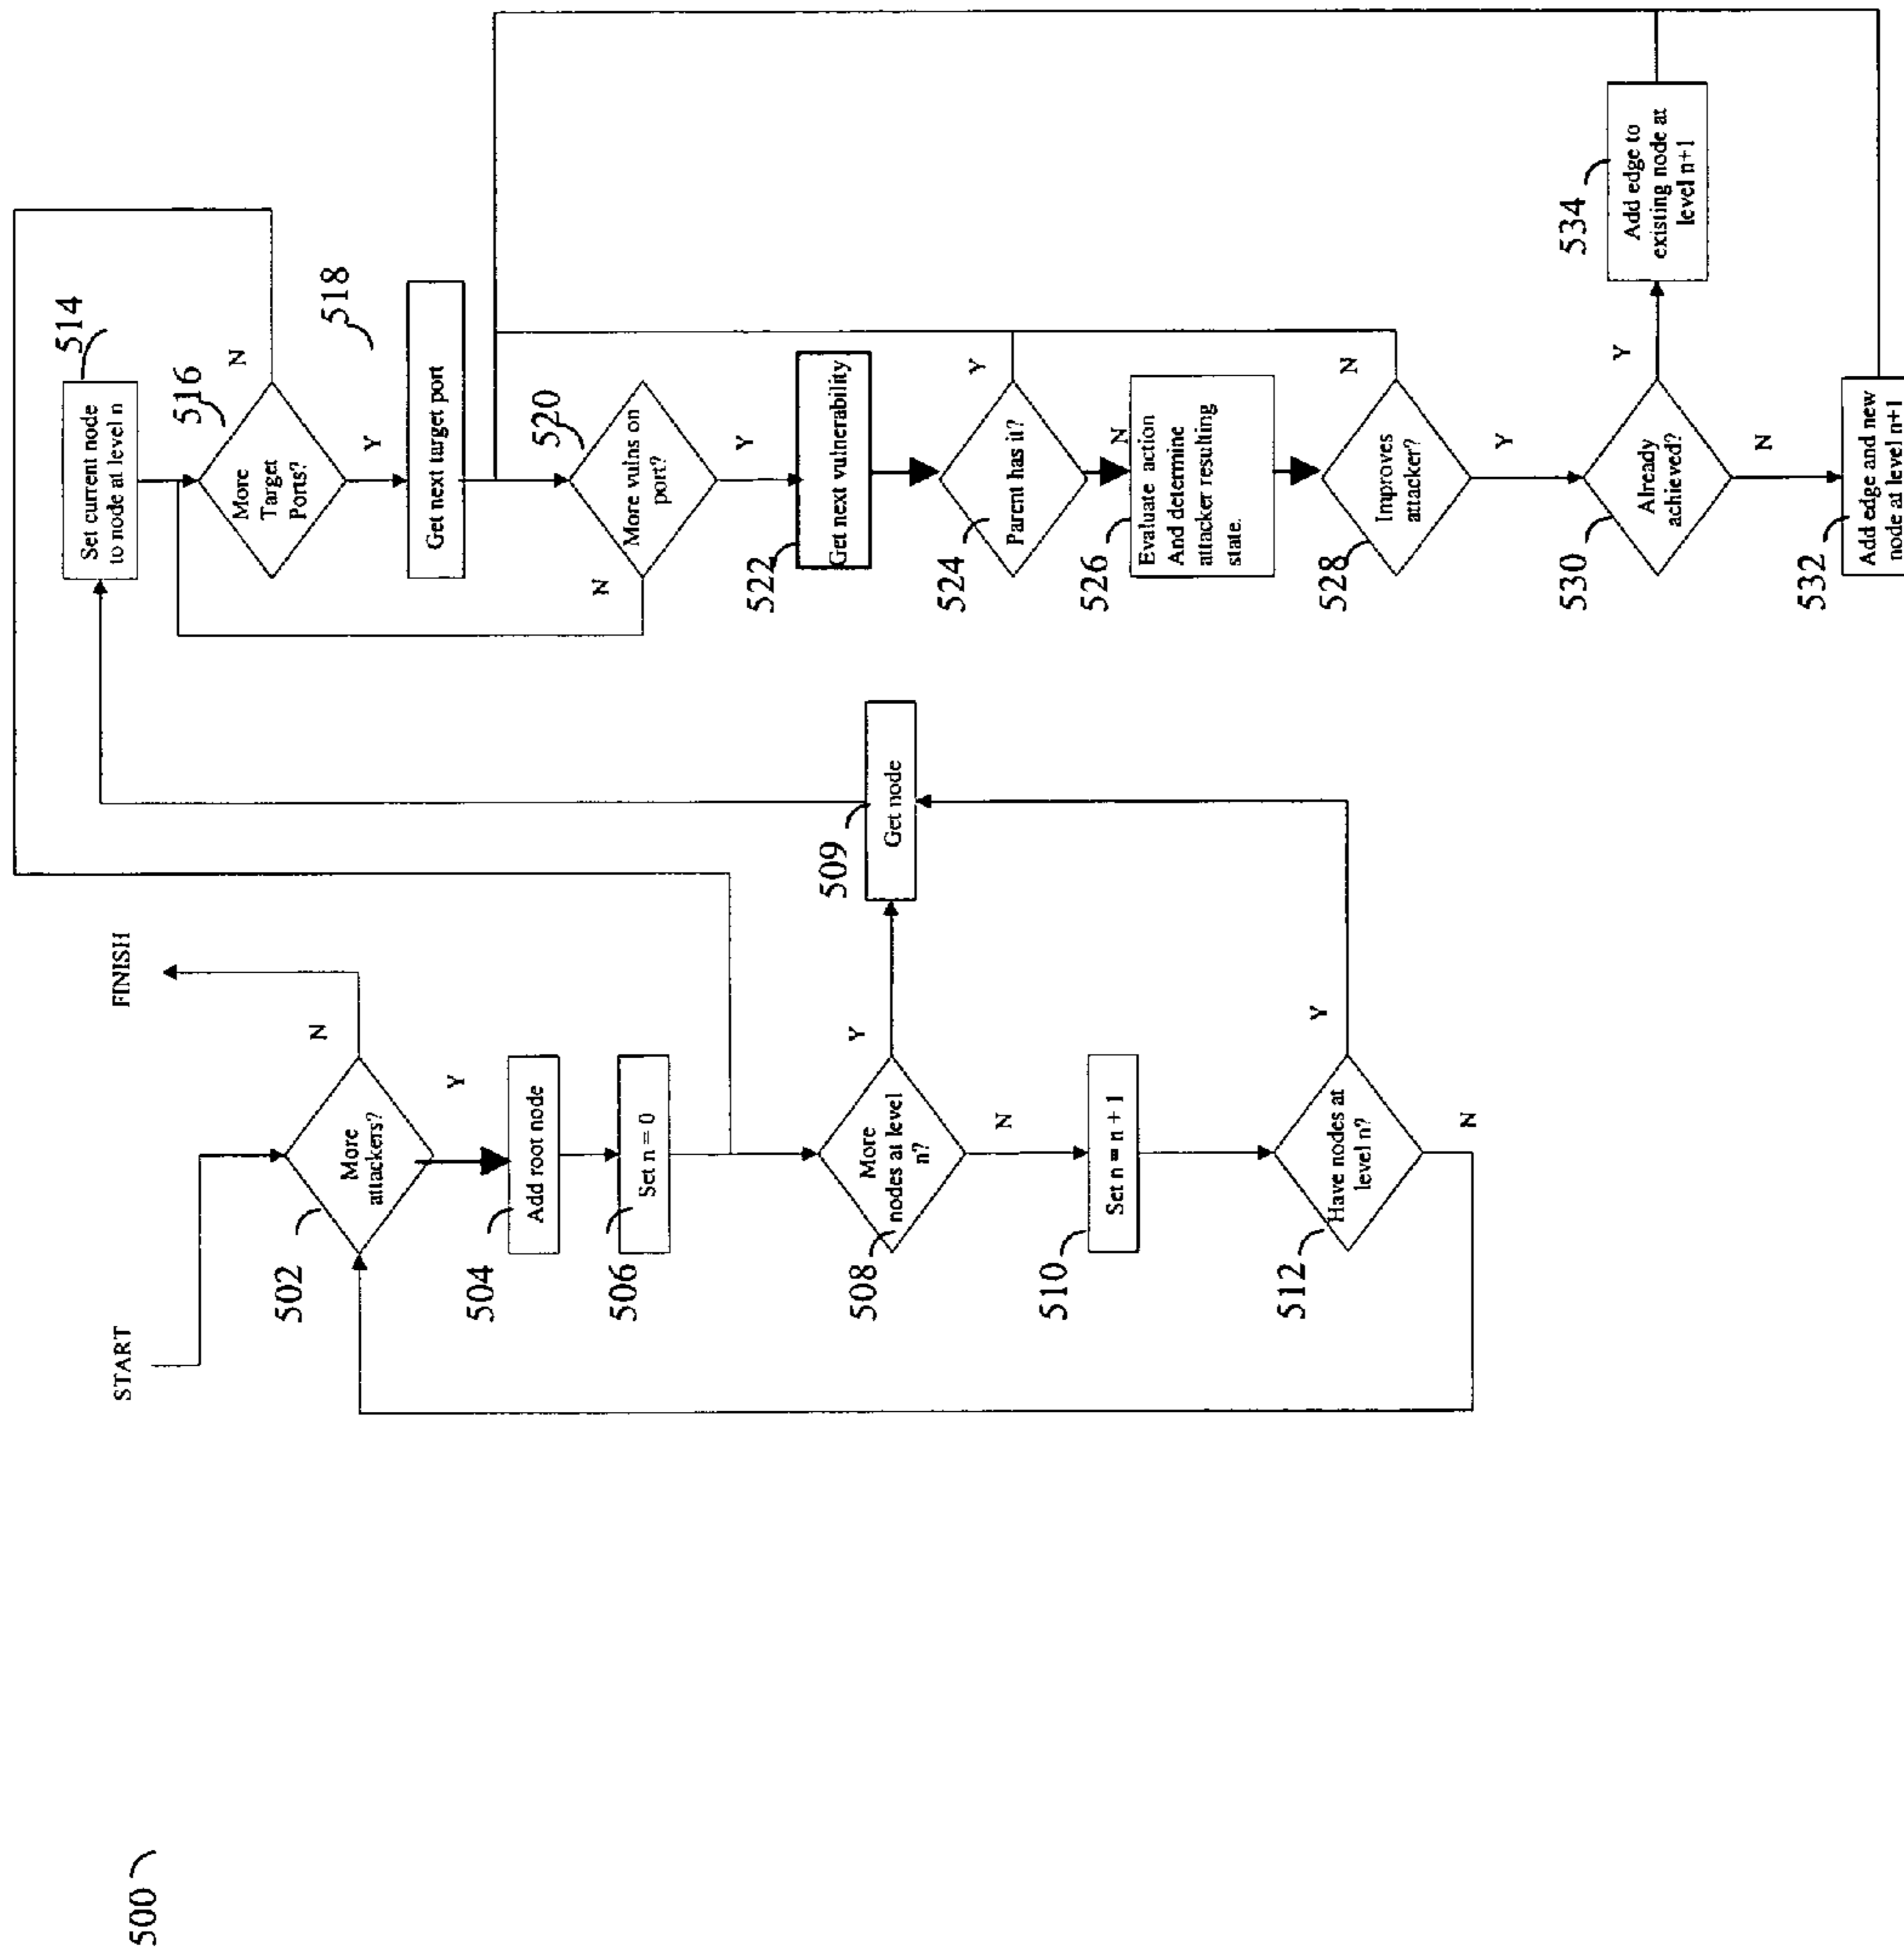 500
START
FINISH
502
More
attackers?
N
Y
504
Add root node
506
Set n = 0
508
More
nodes at level
n?
Y
N
509
Get node
510
Set n = n + 1
512
Have nodes at
level n?
Y
N
514
Set current node
to node at level n
516
More
Target
Ports?
N
Y
518
Get next target port
520
More vulns on
port?
N
Y
522
Get next vulnerability
524
Parent has it?
Y
N
526
Evaluate action
And determine
attacker resulting
state.
528
Improves
attacker?
N
Y
530
Already
achieved?
Y
N
534
Add edge to
existing node at
level n+1
532
Add edge and new
node at level n+1